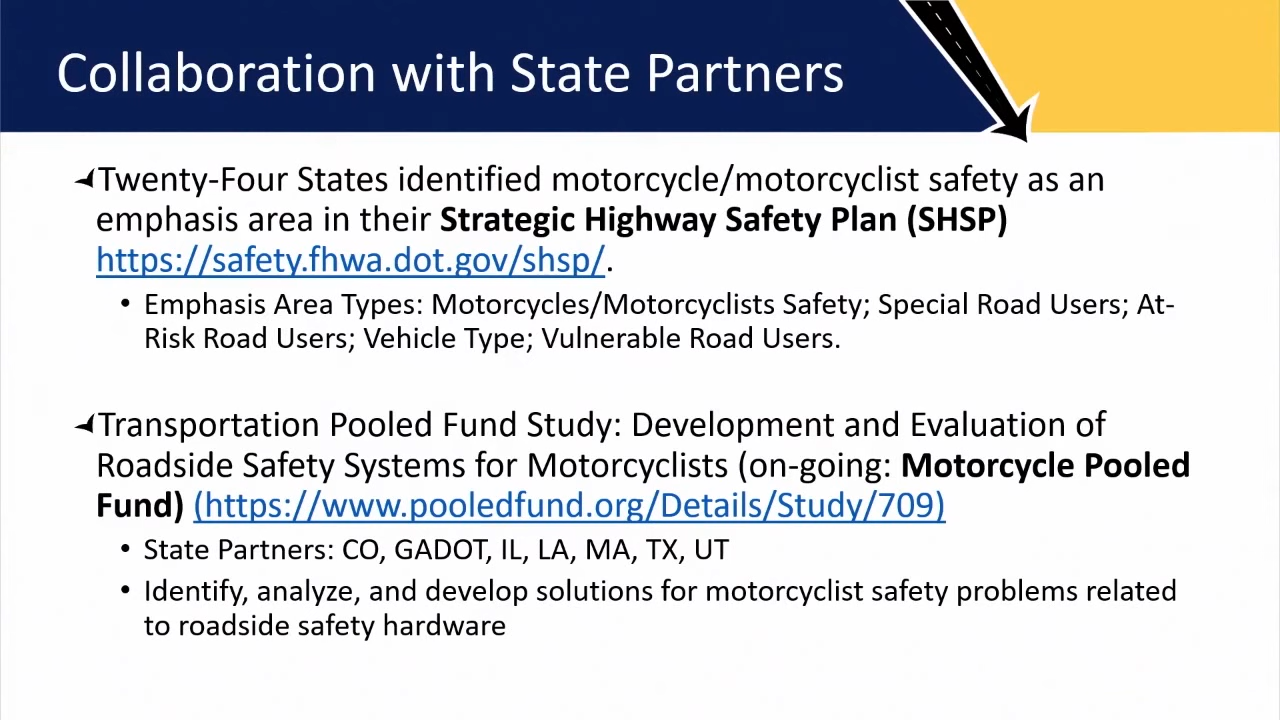 Collaboration with State Partners
Twenty-Four States identified motorcycle/motorcyclist safety as an
emphasis area in their Strategic Highway Safety Plan (SHSP)
https://safety.fhwa.dot.gov/shsp/.
• Emphasis Area Types: Motorcycles/Motorcyclists Safety; Special Road Users; At-
Risk Road Users; Vehicle Type; Vulnerable Road Users.
Transportation Pooled Fund Study: Development and Evaluation of
Roadside Safety Systems for Motorcyclists (on-going: Motorcycle Pooled
Fund) (https://www.pooledfund.org/Details/Study/709)
• State Partners: CO, GADOT, IL, LA, MA, TX, UT
• Identify, analyze, and develop solutions for motorcyclist safety problems related
to roadside safety hardware